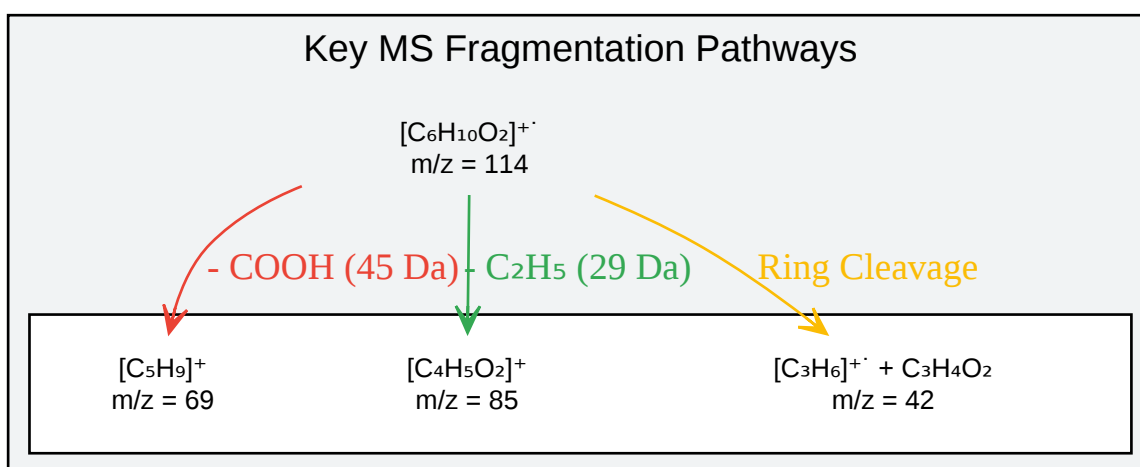 Key MS Fragmentation Pathways
[C₆H₁₀O₂]⁺˙
m/z = 114
- COOH (45 Da)
- C₂H₅ (29 Da)
Ring Cleavage
[C₅H₉]⁺
m/z = 69
[C₄H₅O₂]⁺
m/z = 85
[C₃H₆]⁺˙ + C₃H₄O₂
m/z = 42